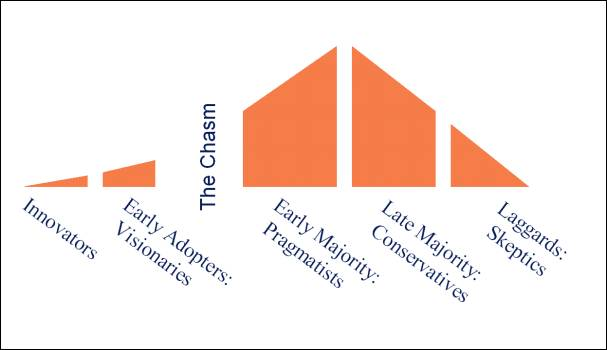 Innovators
Early Adopters:
Visionaries
The Chasm
Early Majority:
Pragmatists
Late Majority:
Conservatives
Laggards:
Skeptics